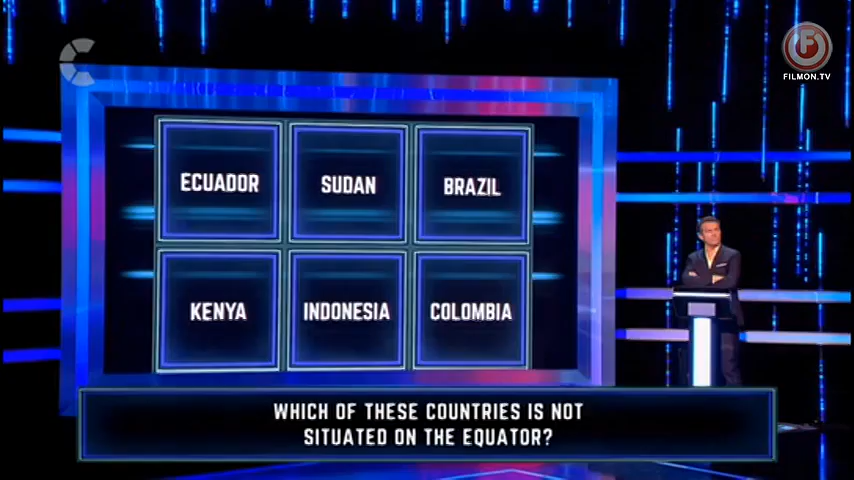 F
FILMON.TV
ECUADOR
SUDAN
BRAZIL
KENYA
INDONESIA
COLOMBIA
WHICH OF THESE COUNTRIES IS NOT
SITUATED ON THE EQUATOR?